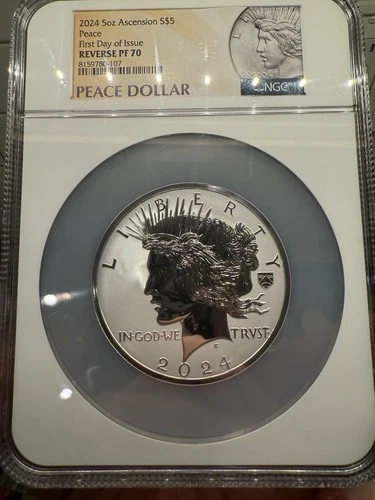 2024 5oz Ascension S$5
Peace
First Day of Issue
REVERSE PF 70
8159780-107
NGC
PEACE DOLLAR
LIBERTY
IN·GOD·WE TRVST·
2024